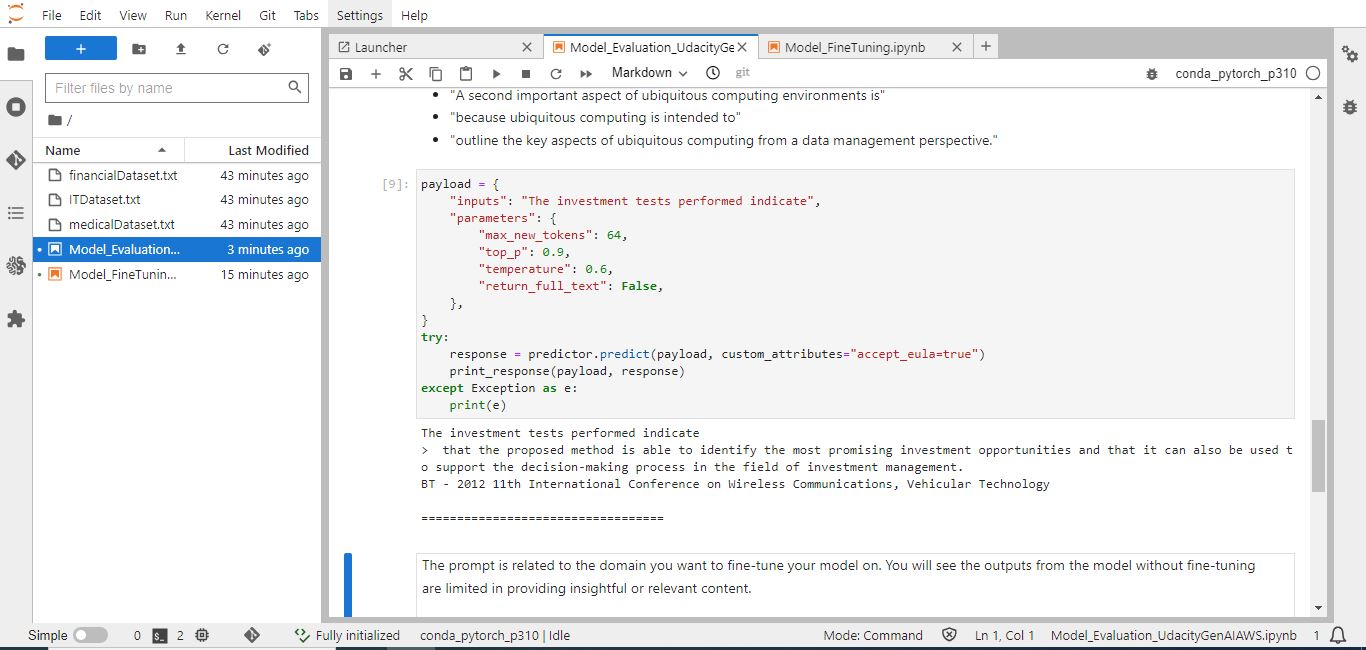 File Edit View Run Kernel Git Tabs Settings Help
+
Filter files by name
/
Name Last Modified
financialDataset.txt 43 minutes ago
ITDataset.txt 43 minutes ago
medicalDataset.txt 43 minutes ago
Model_Evaluation... 3 minutes ago
Model_FineTunin... 15 minutes ago
Launcher Model_Evaluation_UdacityGe Model_FineTuning.ipynb
Markdown git conda_pytorch_p310
• "A second important aspect of ubiquitous computing environments is"
• "because ubiquitous computing is intended to"
• "outline the key aspects of ubiquitous computing from a data management perspective."
[9]: payload = {
"inputs": "The investment tests performed indicate",
"parameters": {
"max_new_tokens": 64,
"top_p": 0.9,
"temperature": 0.6,
"return_full_text": False,
},
}
try:
response = predictor.predict(payload, custom_attributes="accept_eula=true")
print_response(payload, response)
except Exception as e:
print(e)
The investment tests performed indicate
>  that the proposed method is able to identify the most promising investment opportunities and that it can also be used t
o support the decision-making process in the field of investment management.
BT - 2012 11th International Conference on Wireless Communications, Vehicular Technology
==================================
The prompt is related to the domain you want to fine-tune your model on. You will see the outputs from the model without fine-tuning
are limited in providing insightful or relevant content.
Simple 0 $_ 2 Fully initialized conda_pytorch_p310 | Idle Mode: Command Ln 1, Col 1 Model_Evaluation_UdacityGenAIAWS.ipynb 1